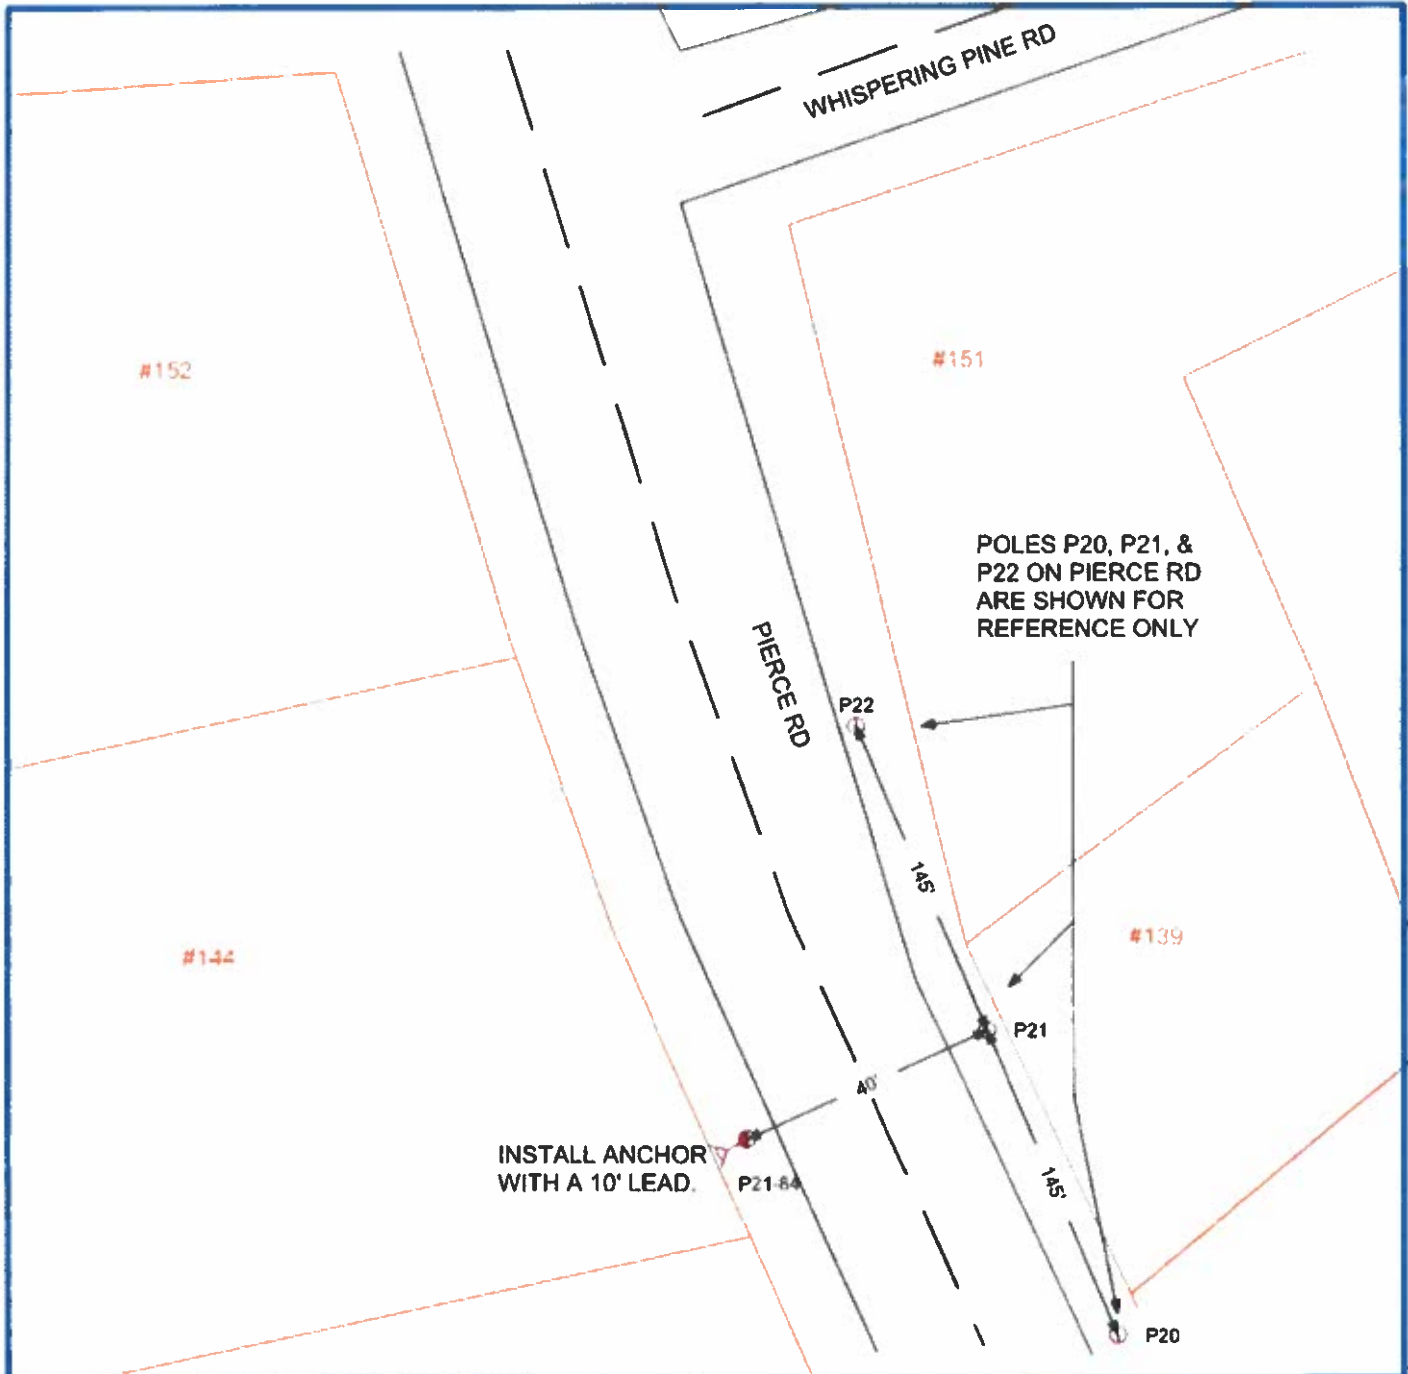 WHISPERING PINE RD
#152
#151
POLES P20, P21, &
P22 ON PIERCE RD
ARE SHOWN FOR
REFERENCE ONLY
PIERCE RD
P22
145'
#144
#139
P21
40'
INSTALL ANCHOR
WITH A 10' LEAD.
P21-84
145'
P20